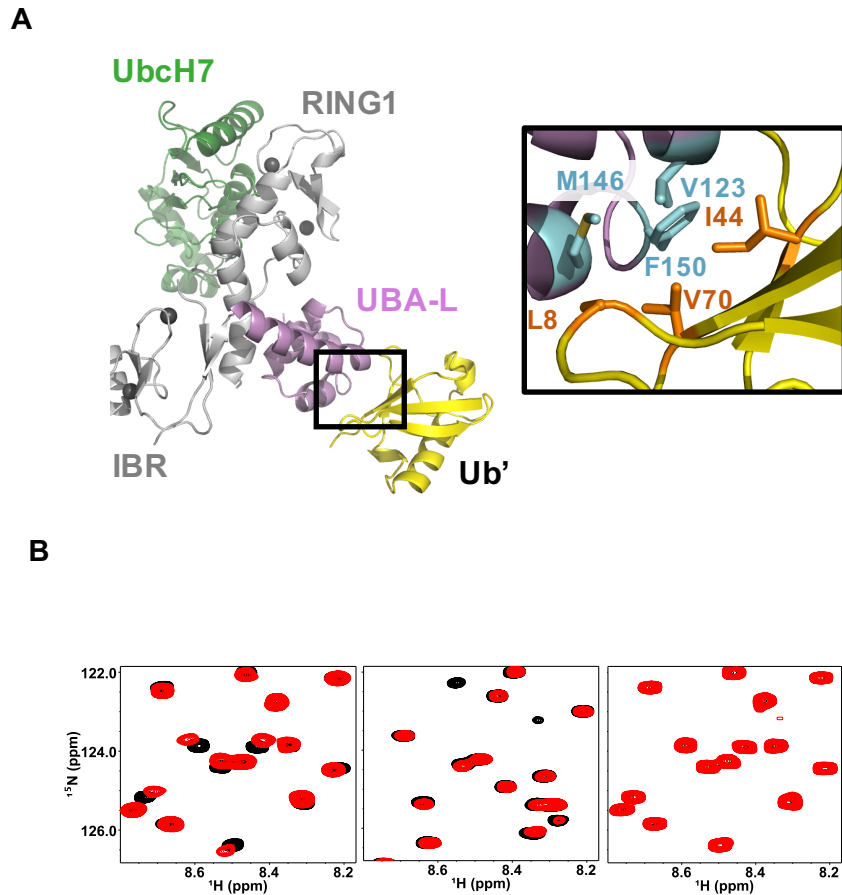 A
UbcH7
RING1
UBA-L
IBR
Ub’
M146
V123
I44
F150
V70
L8
B
122.0
124.0
126.0
¹⁵N (ppm)
8.6 8.4 8.2
8.6 8.4 8.2
8.6 8.4 8.2
¹H (ppm)
¹H (ppm)
¹H (ppm)